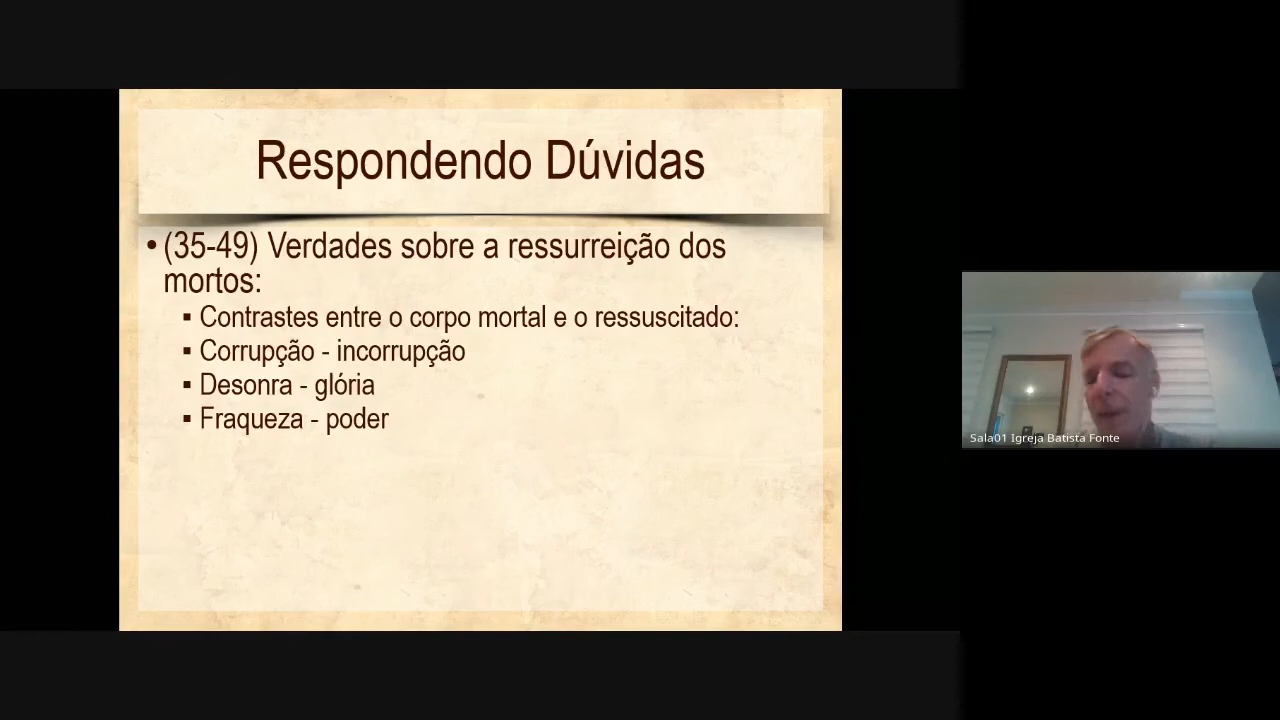 Respondendo Dúvidas
• (35-49) Verdades sobre a ressurreição dos
mortos:
▪ Contrastes entre o corpo mortal e o ressuscitado:
▪ Corrupção - incorrupção
▪ Desonra - glória
▪ Fraqueza - poder
Sala01 Igreja Batista Fonte